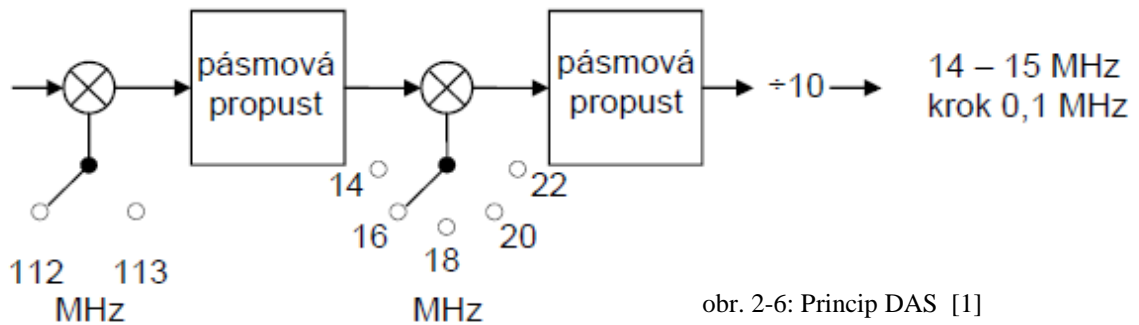 pásmová
propust
pásmová
propust
÷10
14 – 15 MHz
krok 0,1 MHz
14
22
16
20
18
112
113
MHz
MHz
obr. 2-6: Princip DAS [1]